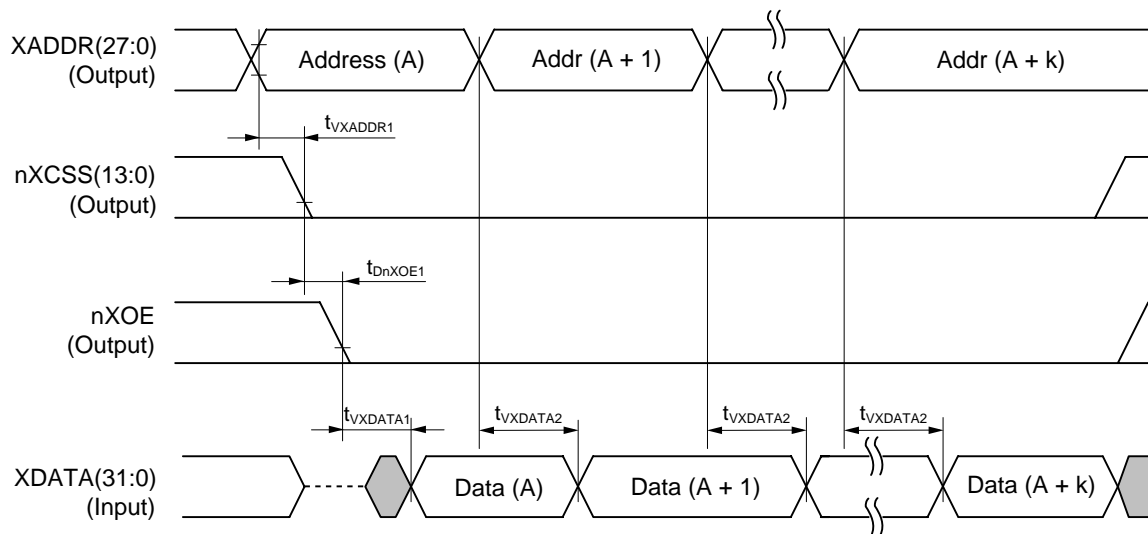 XADDR(27:0)
(Output)
Address (A)
Addr (A + 1)
Addr (A + k)
tVXADDR1
nXCSS(13:0)
(Output)
tDnXOE1
nXOE
(Output)
tVXDATA1
tVXDATA2
tVXDATA2
tVXDATA2
XDATA(31:0)
(Input)
Data (A)
Data (A + 1)
Data (A + k)